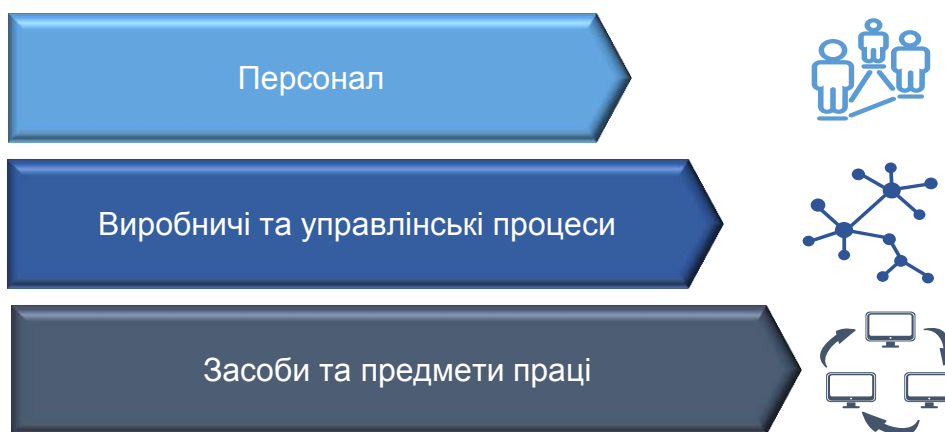 Персонал
Виробничі та управлінські процеси
Засоби та предмети праці